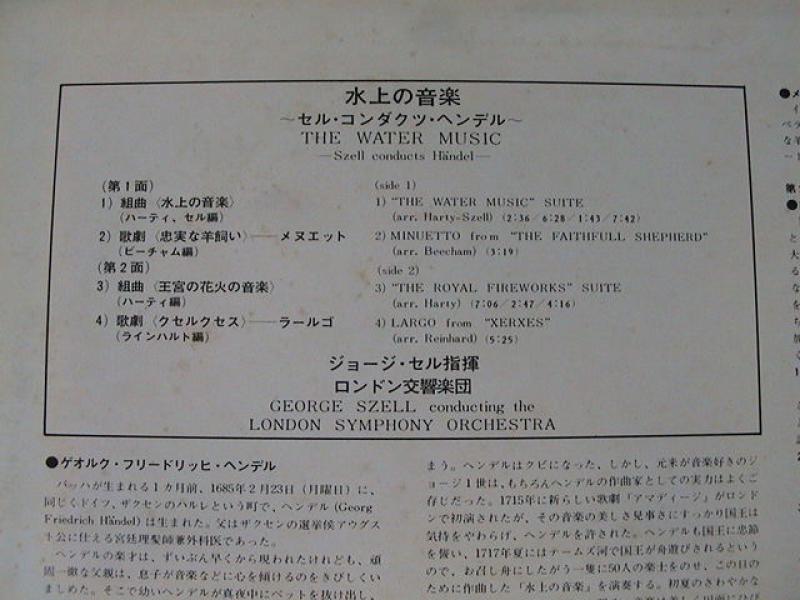 水上の音楽
〜セル・コンダクツ・ヘンデル〜
THE WATER MUSIC
—Szell conducts Händel—
(第1面)
1) 組曲〈水上の音楽〉
(ハーティ、セル編)
2) 歌劇〈忠実な羊飼い〉——メヌエット
(ビーチャム編)
(第2面)
3) 組曲〈王宮の花火の音楽〉
(ハーティ編)
4) 歌劇〈クセルクセス〉——ラールゴ
(ラインハルト編)
(side 1)
1) "THE WATER MUSIC" SUITE
(arr. Harty-Szell) (2:36/6:28/1:43/7:42)
2) MINUETTO from "THE FAITHFULL SHEPHERD"
(arr. Beecham) (3:19)
(side 2)
3) "THE ROYAL FIREWORKS" SUITE
(arr. Harty) (7:06/2:47/4:16)
4) LARGO from "XERXES"
(arr. Reinhard) (5:25)
ジョージ・セル指揮
ロンドン交響楽団
GEORGE SZELL conducting the
LONDON SYMPHONY ORCHESTRA
●ゲオルク・フリードリッヒ・ヘンデル
バッハが生まれる1カ月前、1685年2月23日(月曜日)に、
同じくドイツ、ザクセンのハルレという町で、ヘンデル(Georg
Friedrich Händel)は生まれた。父はザクセンの選挙侯アウグス
ト公に仕える宮廷理髪師兼外科医であった。
ヘンデルの楽才は、ずいぶん早くから現われたけれども、頑
固一徹な父親は、息子が音楽などに心を傾けるのをきびしくい
ましめた。そこで幼いヘンデルが真夜中にベットを抜け出し、
まう。ヘンデルはクビになった、しかし、元来が音楽好きのジ
ョージ1世は、もちろんヘンデルの作曲家としての実力はよくご
存じだった。1715年に新らしい歌劇『アマディージ』がロンド
ンで初演されたが、その音楽の美しさ見事さにすっかり国王は
気持をやわらげ、ヘンデルを許された。ヘンデルも国王に忠節
を誓い、1717年夏にはテームズ河で国王が舟遊びされるという
ので、お召し舟にしたがう一隻に50人の楽士をのせ、この日の
ために作曲した「水上の音楽」を演奏する。初夏のさわやかな